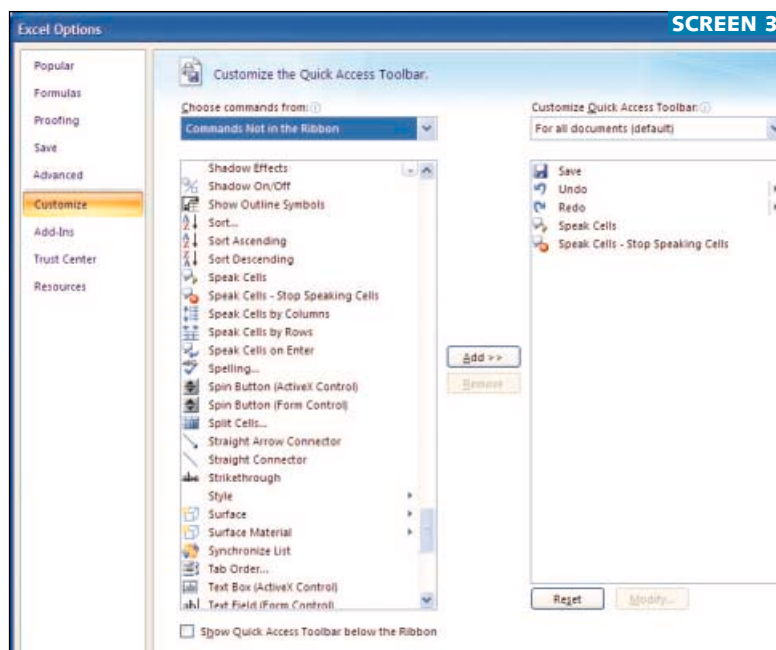 SCREEN 3
Excel Options
Popular
Formulas
Proofing
Save
Advanced
Customize
Add-Ins
Trust Center
Resources
Customize the Quick Access Toolbar.
Choose commands from:
Commands Not in the Ribbon
Shadow Effects
Shadow On/Off
Show Outline Symbols
Sort...
Sort Ascending
Sort Descending
Speak Cells
Speak Cells - Stop Speaking Cells
Speak Cells by Columns
Speak Cells by Rows
Speak Cells on Enter
Spelling...
Spin Button (ActiveX Control)
Spin Button (Form Control)
Split Cells...
Straight Arrow Connector
Straight Connector
Strikethrough
Style
Surface
Surface Material
Synchronize List
Tab Order...
Text Box (ActiveX Control)
Text Field (Form Control)
Show Quick Access Toolbar below the Ribbon
Add >>
Remove
Customize Quick Access Toolbar:
For all documents (default)
Save
Undo
Redo
Speak Cells
Speak Cells - Stop Speaking Cells
Reset
Modify...